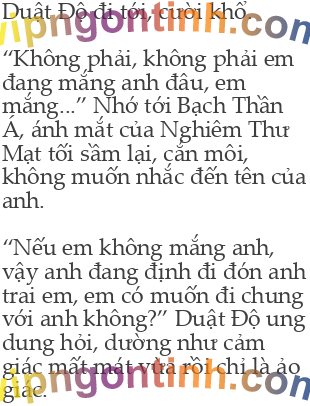 Duật Độ đi tới, cười khổ.
“Không phải, không phải em
đang mắng anh đâu, em
mắng...” Nhớ tới Bạch Thần
Á, ánh mắt của Nghiêm Thư
Mạt tối sầm lại, cắn môi,
không muốn nhắc đến tên của
anh.
“Nếu em không mắng anh,
vậy anh đang định đi đón anh
trai em, em có muốn đi chung
với anh không?” Duật Độ ung
dung hỏi, dường như cảm
giác mất mát vừa rồi chỉ là ảo
giác.
vipngontinh.com
vipngontinh.com